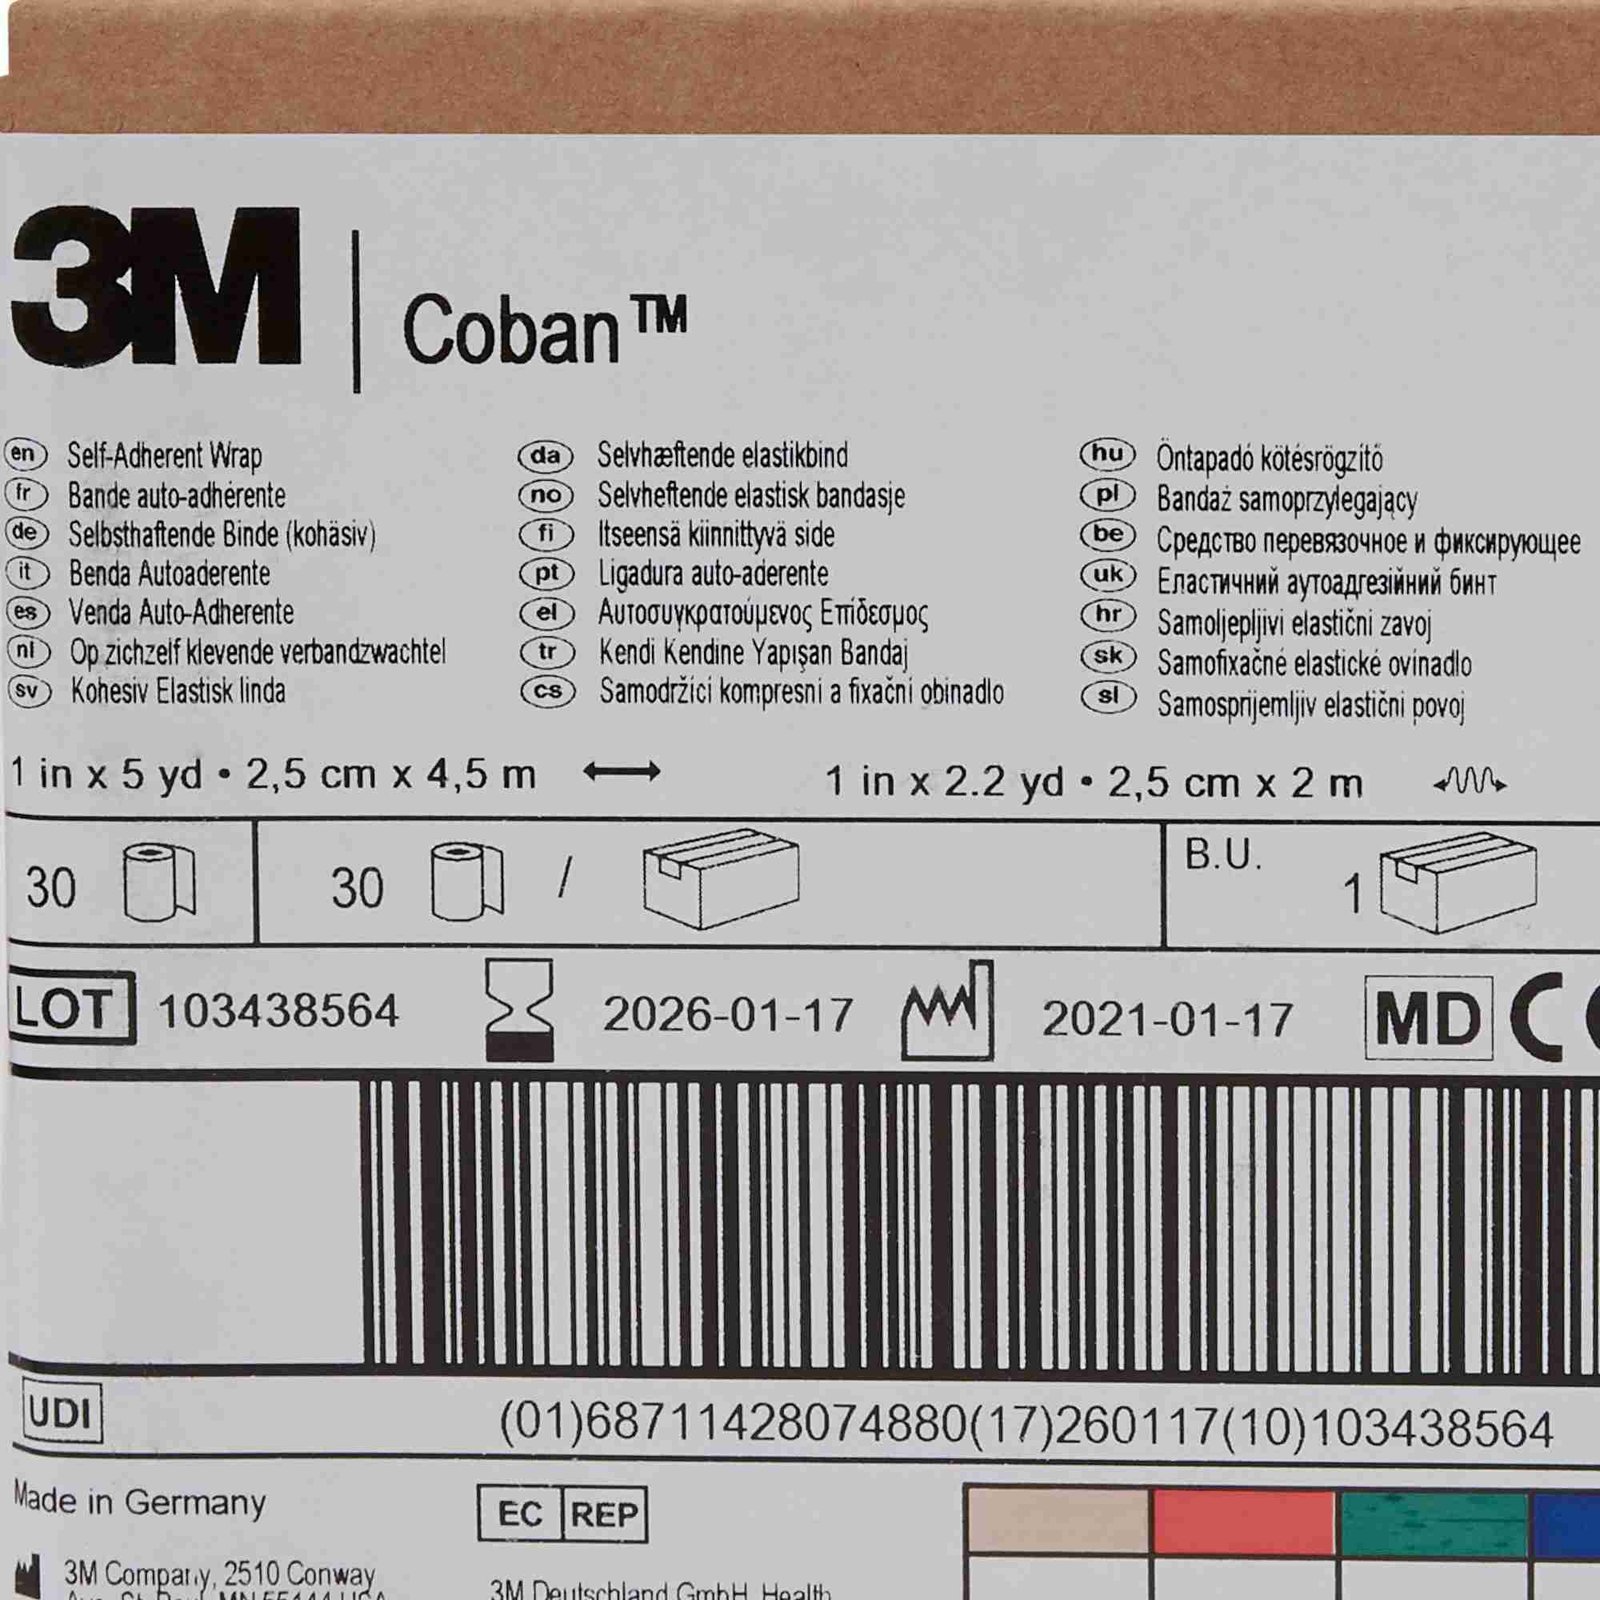 3M | Coban™
en Self-Adherent Wrap
fr Bande auto-adhérente
de Selbsthaftende Binde (kohäsiv)
it Benda Autoaderente
es Venda Auto-Adherente
nl Op zichzelf klevende verbandzwachtel
sv Kohesiv Elastisk linda
da Selvhæftende elastikbind
no Selvheftende elastisk bandasje
fi Itseensä kiinnittyvä side
pt Ligadura auto-aderente
el Αυτοσυγκρατούμενος Επίδεσμος
tr Kendi Kendine Yapışan Bandaj
cs Samodržící kompresní a fixační obinadlo
hu Öntapadó kötésrögzítő
pl Bandaż samoprzylegający
be Средство перевязочное и фиксирующее
uk Еластичний аутоадгезійний бинт
hr Samoljepljivi elastični zavoj
sk Samofixačné elastické ovínadlo
sl Samosprijemljiv elastični povoj
1 in x 5 yd • 2,5 cm x 4,5 m
1 in x 2.2 yd • 2,5 cm x 2 m
30 30 / B.U. 1
LOT 103438564 2026-01-17 2021-01-17 MD C
UDI (01)68711428074880(17)260117(10)103438564
Made in Germany
EC REP
3M Company, 2510 Conway
3M Deutschland GmbH, Health